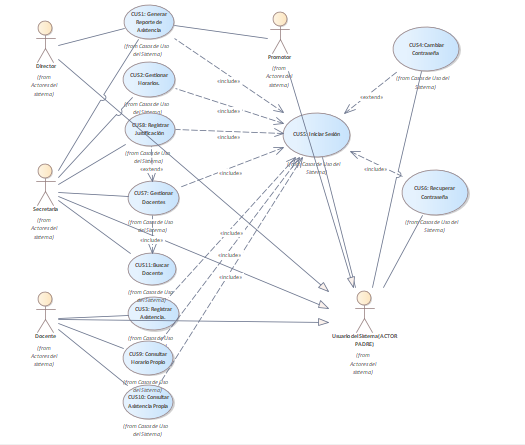 CUS1: Generar
Reporte de
Asistencia
(from Casos de Uso
del Sistema)
Director
(from
Actores del
sistema)
Promotor
(from
Actores del
sistema)
CUS4: Cambiar
Contraseña
(from Casos de Uso del
Sistema)
CUS2: Gestionar
Horarios.
(from Casos de Uso
del Sistema)
«include»
«include»
«include»
«include»
«extend»
CUS8: Registrar
Justificación
(from Casos de Uso
del Sistema)
«extend»
CUS5: Iniciar Sesión
(from Casos de Uso del
Sistema)
«include»
CUS6: Recuperar
Contraseña
(from Casos de Uso del
Sistema)
Secretaria
(from
Actores del
sistema)
CUS7: Gestionar
Docentes
(from Casos de Uso
del Sistema)
«include»
«include»
«include»
«include»
CUS11:Buscar
Docente
(from Casos de Uso
del Sistema)
CUS3: Registrar
Asistencia.
(from Casos de Uso
del Sistema)
Docente
(from
Actores del
sistema)
CUS9: Consultar
Horario Propio
(from Casos de Uso
del Sistema)
CUS10: Consultar
Asistencia Propia
(from Casos de Uso
del Sistema)
Usuario del Sistema(ACTOR
PADRE)
(from
Actores del
sistema)